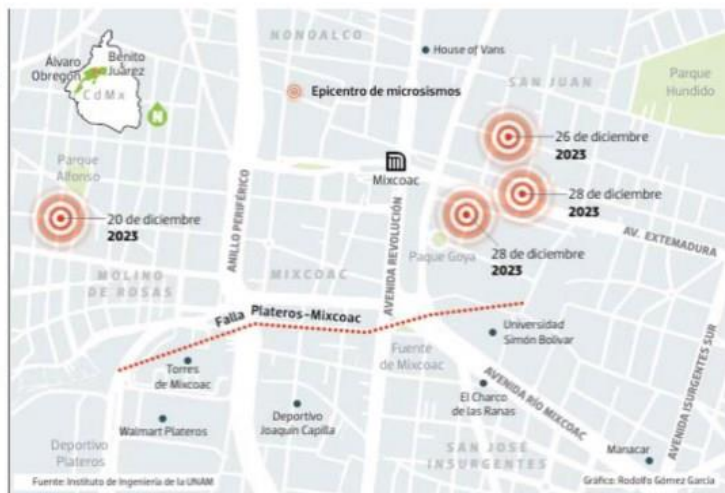 NONOALCO
House of Vans
Álvaro
Obregón
Benito
Juárez
CdMx
N
Epicentro de microsismos
SAN JUAN
Parque
Hundido
26 de diciembre
2023
Parque
Alfonso
Mixcoac
28 de diciembre
2023
20 de diciembre
2023
ANILLO PERIFÉRICO
AVENIDA REVOLUCIÓN
Paque Goya
28 de diciembre
2023
AV. EXTREMADURA
MOLINO
DE ROSAS
MIXCOAC
Falla Plateros-Mixcoac
Universidad
Simón Bolívar
Fuente
de Mixcoac
AVENIDA RÍO MIXCOAC
AVENIDA ISURGENTES SUR
Torres
de Mixcoac
El Charco
de las Ranas
Walmart Plateros
Deportivo
Joaquín Capilla
Deportivo
Plateros
SAN JOSÉ
INSURGENTES
Manacar
Fuente: Instituto de Ingeniería de la UNAM
Gráfico: Rodolfo Gómez García